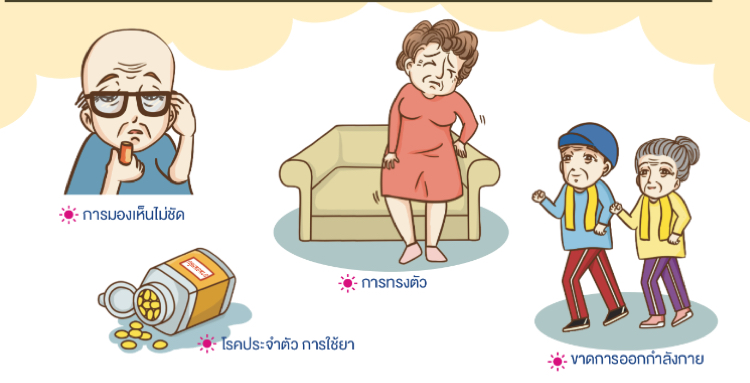 การมองเห็นไม่ชัด
การทรงตัว
โรคประจำตัว การใช้ยา
ขาดการออกกำลังกาย